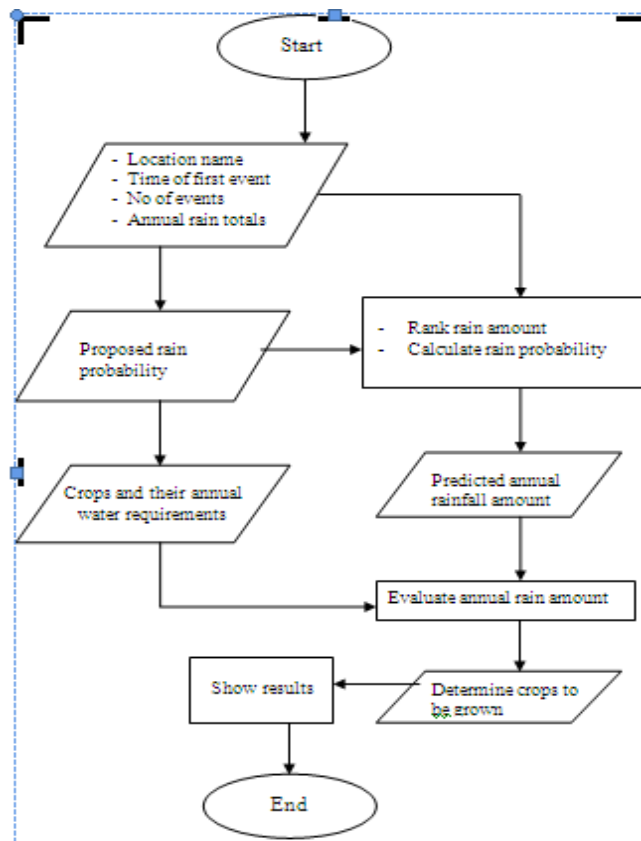 Start
- Location name
- Time of first event
- No of events
- Annual rain totals
Proposed rain
probability
- Rank rain amount
- Calculate rain probability
Crops and their annual
water requirements
Predicted annual
rainfall amount
Evaluate annual rain amount
Show results
Determine crops to
be grown
End